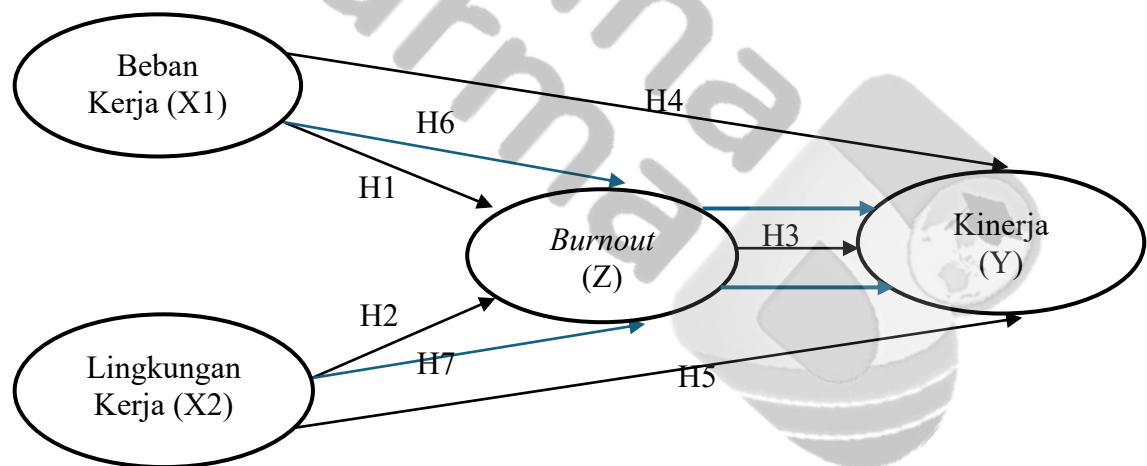 Beban
Kerja (X1)
H4
H6
H1
Burnout
(Z)
H3
Kinerja
(Y)
H2
H7
H5
Lingkungan
Kerja (X2)